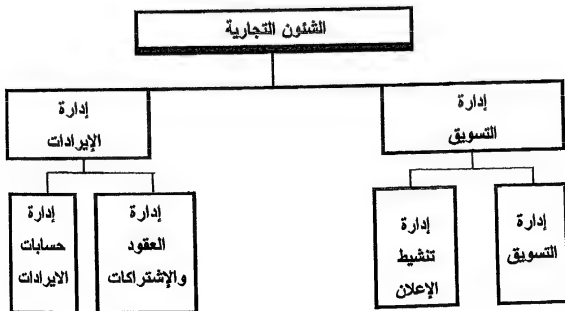 الشئون التجارية
إدارة
التسويق
إدارة
الإيرادات
إدارة
التسويق
إدارة
تنشيط
الإعلان
إدارة
العقود
والإشتراكات
إدارة
حسابات
الايرادات